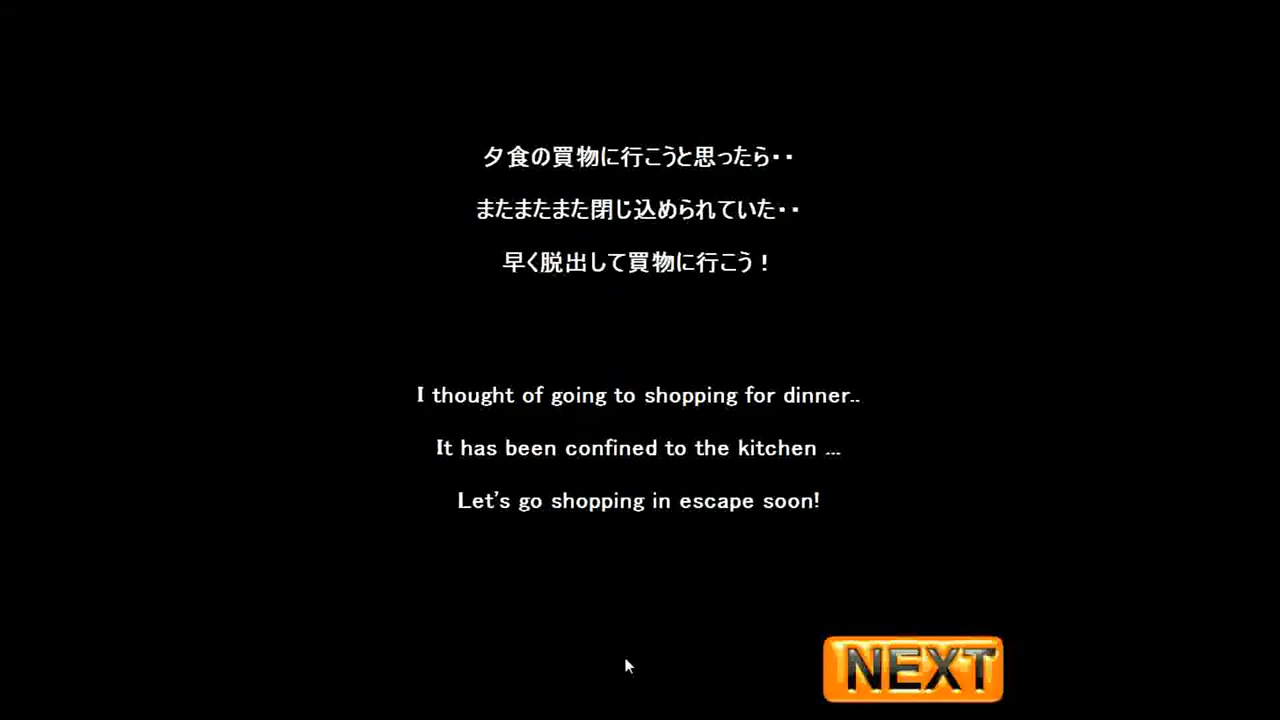 夕食の買物に行こうと思ったら・・
またまたまた閉じ込められていた・・
早く脱出して買物に行こう！
I thought of going to shopping for dinner..
It has been confined to the kitchen ...
Let's go shopping in escape soon!
NEXT